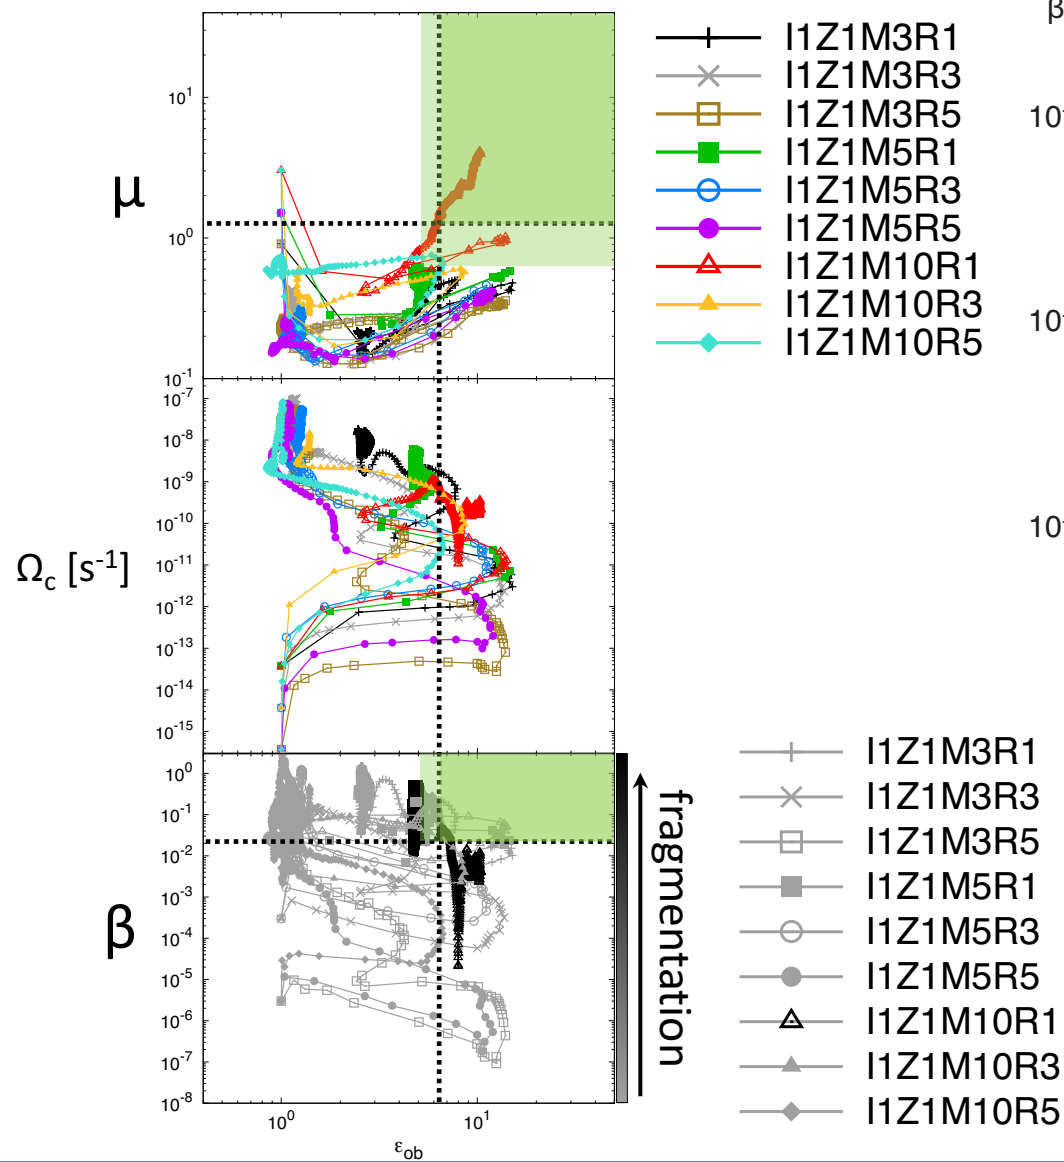 μ
10¹
10⁰
10⁻¹
I1Z1M3R1
I1Z1M3R3
I1Z1M3R5
I1Z1M5R1
I1Z1M5R3
I1Z1M5R5
I1Z1M10R1
I1Z1M10R3
I1Z1M10R5
β
Ω_c [s⁻¹]
10⁻⁷
10⁻⁸
10⁻⁹
10⁻¹⁰
10⁻¹¹
10⁻¹²
10⁻¹³
10⁻¹⁴
10⁻¹⁵
β
10⁰
10⁻¹
10⁻²
10⁻³
10⁻⁴
10⁻⁵
10⁻⁶
10⁻⁷
10⁻⁸
10⁰ 10¹
ε_ob
fragmentation
I1Z1M3R1
I1Z1M3R3
I1Z1M3R5
I1Z1M5R1
I1Z1M5R3
I1Z1M5R5
I1Z1M10R1
I1Z1M10R3
I1Z1M10R5